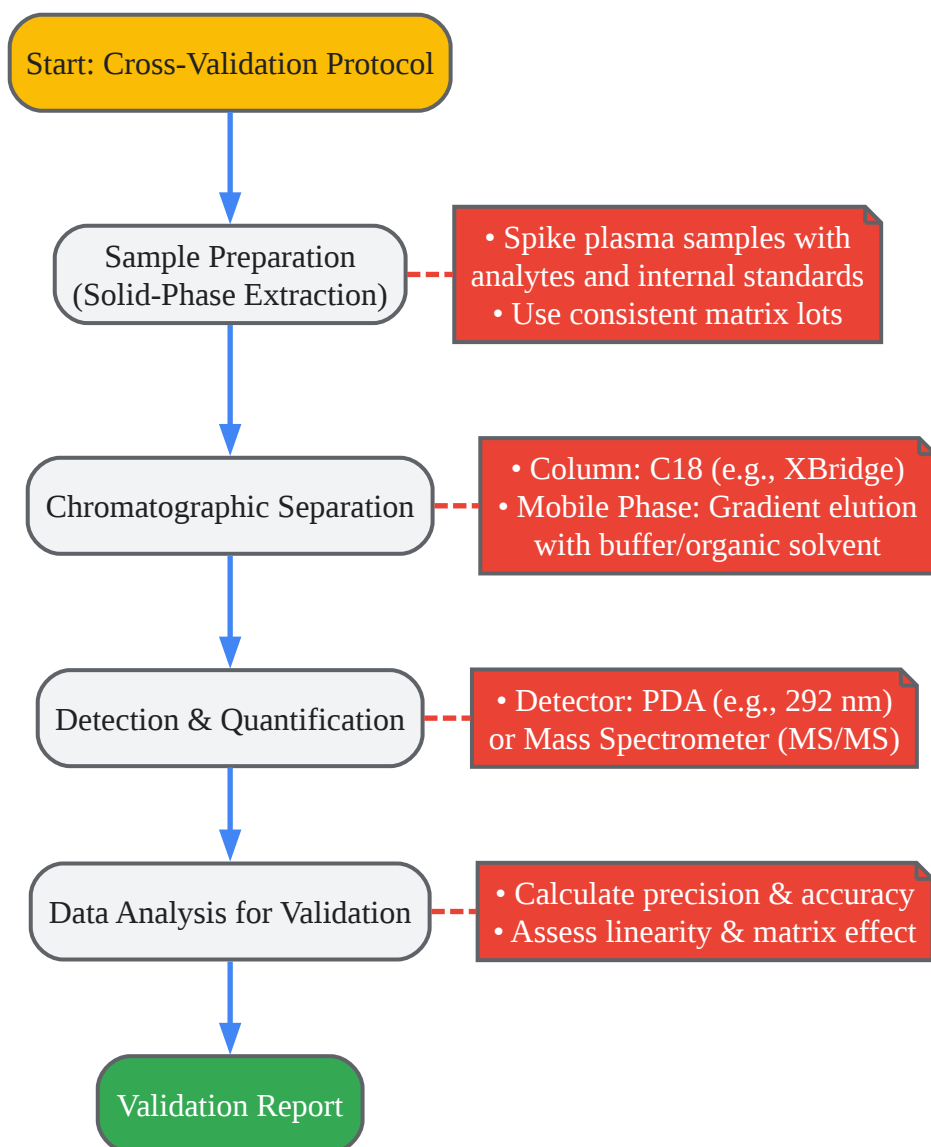 Start: Cross-Validation Protocol
Sample Preparation
(Solid-Phase Extraction)
• Spike plasma samples with
analytes and internal standards
• Use consistent matrix lots
Chromatographic Separation
• Column: C18 (e.g., XBridge)
• Mobile Phase: Gradient elution
with buffer/organic solvent
Detection & Quantification
• Detector: PDA (e.g., 292 nm)
or Mass Spectrometer (MS/MS)
Data Analysis for Validation
• Calculate precision & accuracy
• Assess linearity & matrix effect
Validation Report